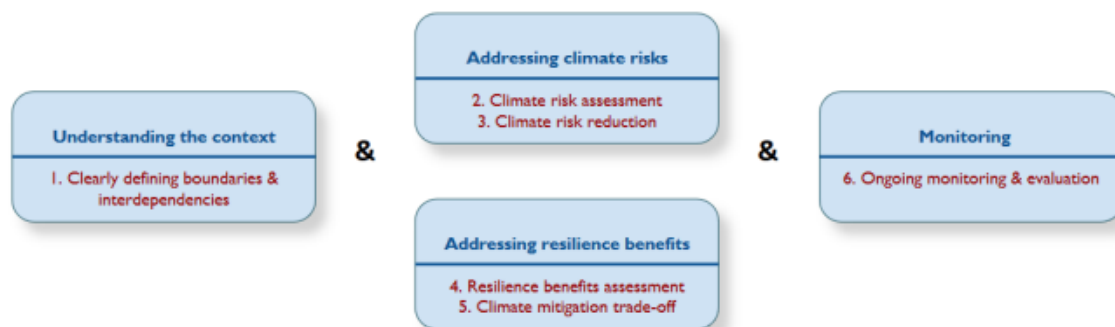 Understanding the context
1. Clearly defining boundaries &
interdependencies
&
Addressing climate risks
2. Climate risk assessment
3. Climate risk reduction
Addressing resilience benefits
4. Resilience benefits assessment
5. Climate mitigation trade-off
&
Monitoring
6. Ongoing monitoring & evaluation